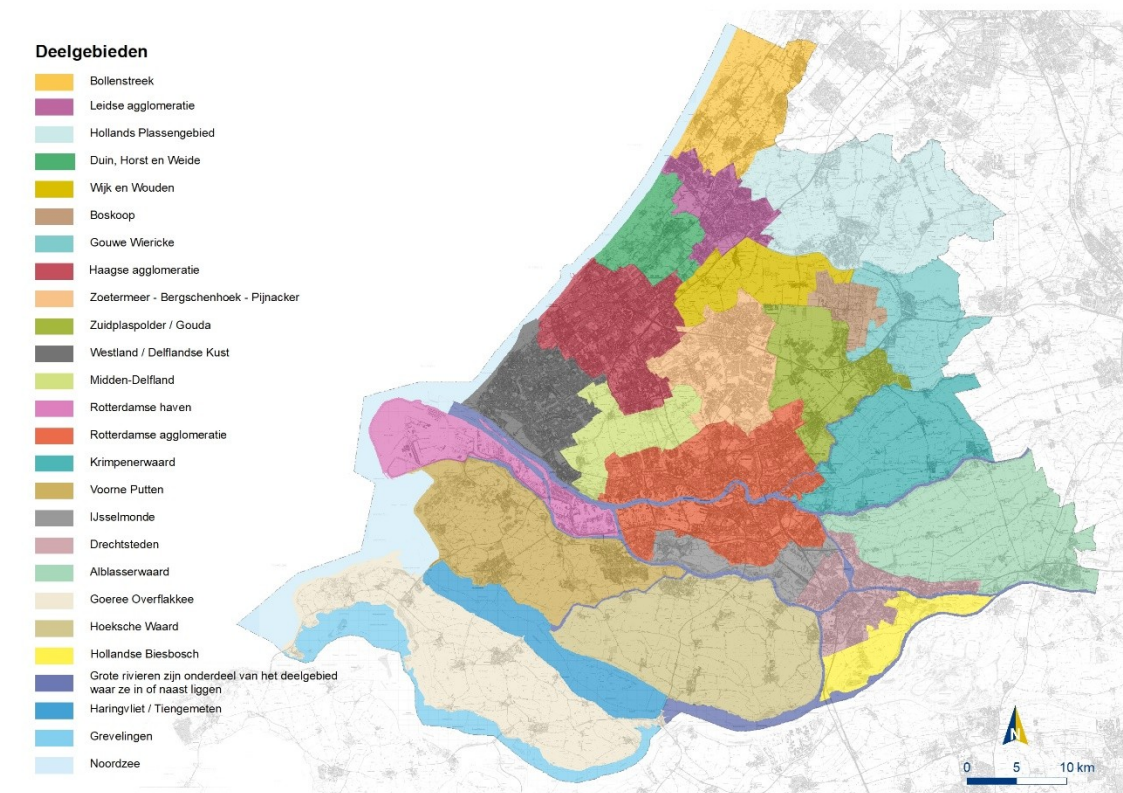 Deelgebieden
Bollenstreek
Leidse agglomeratie
Hollands Plassengebied
Duin, Horst en Weide
Wijk en Wouden
Boskoop
Gouwe Wiericke
Haagse agglomeratie
Zoetermeer - Bergschenhoek - Pijnacker
Zuidplaspolder / Gouda
Westland / Delflandse Kust
Midden-Delfland
Rotterdamse haven
Rotterdamse agglomeratie
Krimpenerwaard
Voorne Putten
IJsselmonde
Drechtsteden
Alblasserwaard
Goeree Overflakkee
Hoeksche Waard
Hollandse Biesbosch
Grote rivieren zijn onderdeel van het deelgebied
waar ze in of naast liggen
Haringvliet / Tiengemeten
Grevelingen
Noordzee
N
0 5 10 km